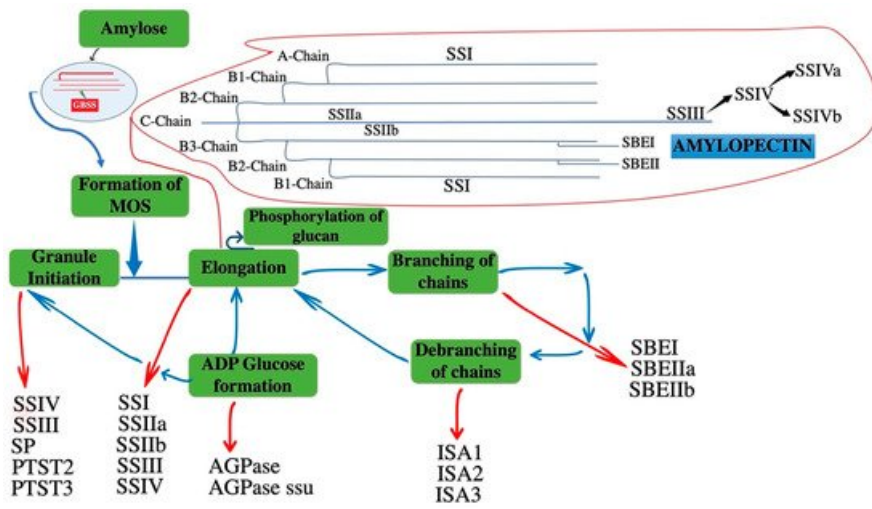 Amylose
GBSS
A-Chain
SSI
B1-Chain
B2-Chain
C-Chain
SSIIa
SSIII
SSIV
SSIVa
SSIVb
SSIIb
B3-Chain
SBEI
SBEII
AMYLOPECTIN
B2-Chain
B1-Chain
SSI
Formation of
MOS
Phosphorylation of
glucan
Granule
Initiation
Elongation
Branching of
chains
ADP Glucose
formation
Debranching
of chains
SBEI
SBEIIa
SBEIIb
SSIV
SSIII
SP
PTST2
PTST3
SSI
SSIIa
SSIIb
SSIII
SSIV
AGPase
AGPase ssu
ISA1
ISA2
ISA3